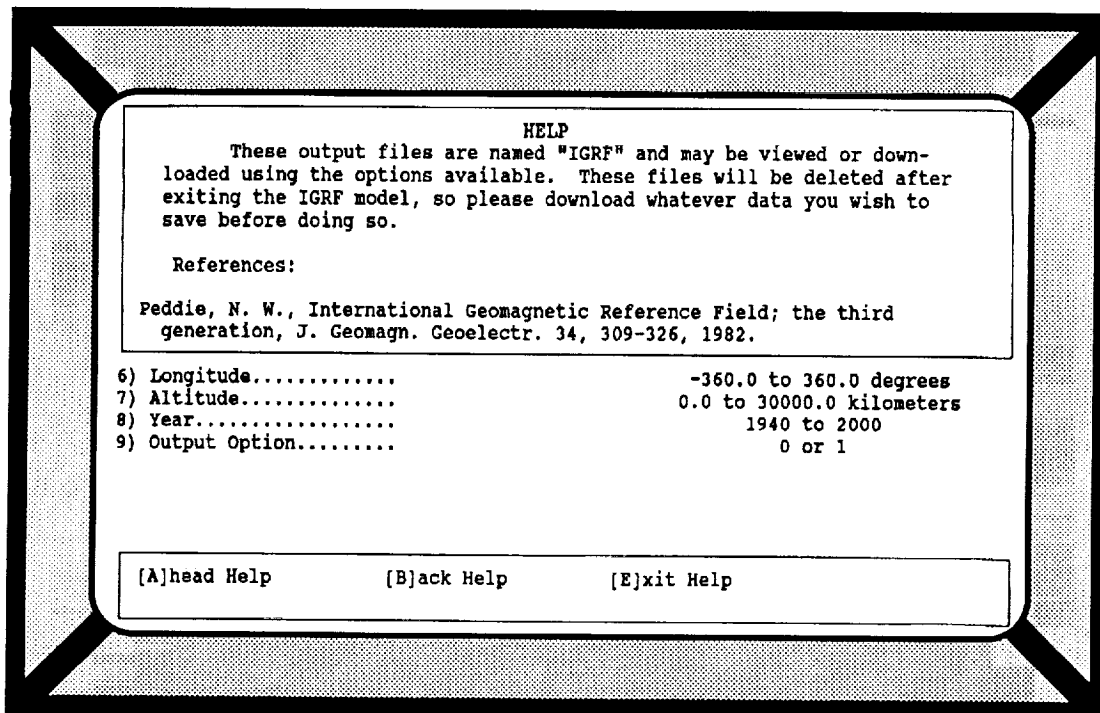 HELP
These output files are named "IGRF" and may be viewed or down-
loaded using the options available. These files will be deleted after
exiting the IGRF model, so please download whatever data you wish to
save before doing so.
References:
Peddie, N. W., International Geomagnetic Reference Field; the third
generation, J. Geomagn. Geoelectr. 34, 309-326, 1982.
6) Longitude............. -360.0 to 360.0 degrees
7) Altitude.............. 0.0 to 30000.0 kilometers
8) Year.................. 1940 to 2000
9) Output Option......... 0 or 1
[A]head Help [B]ack Help [E]xit Help